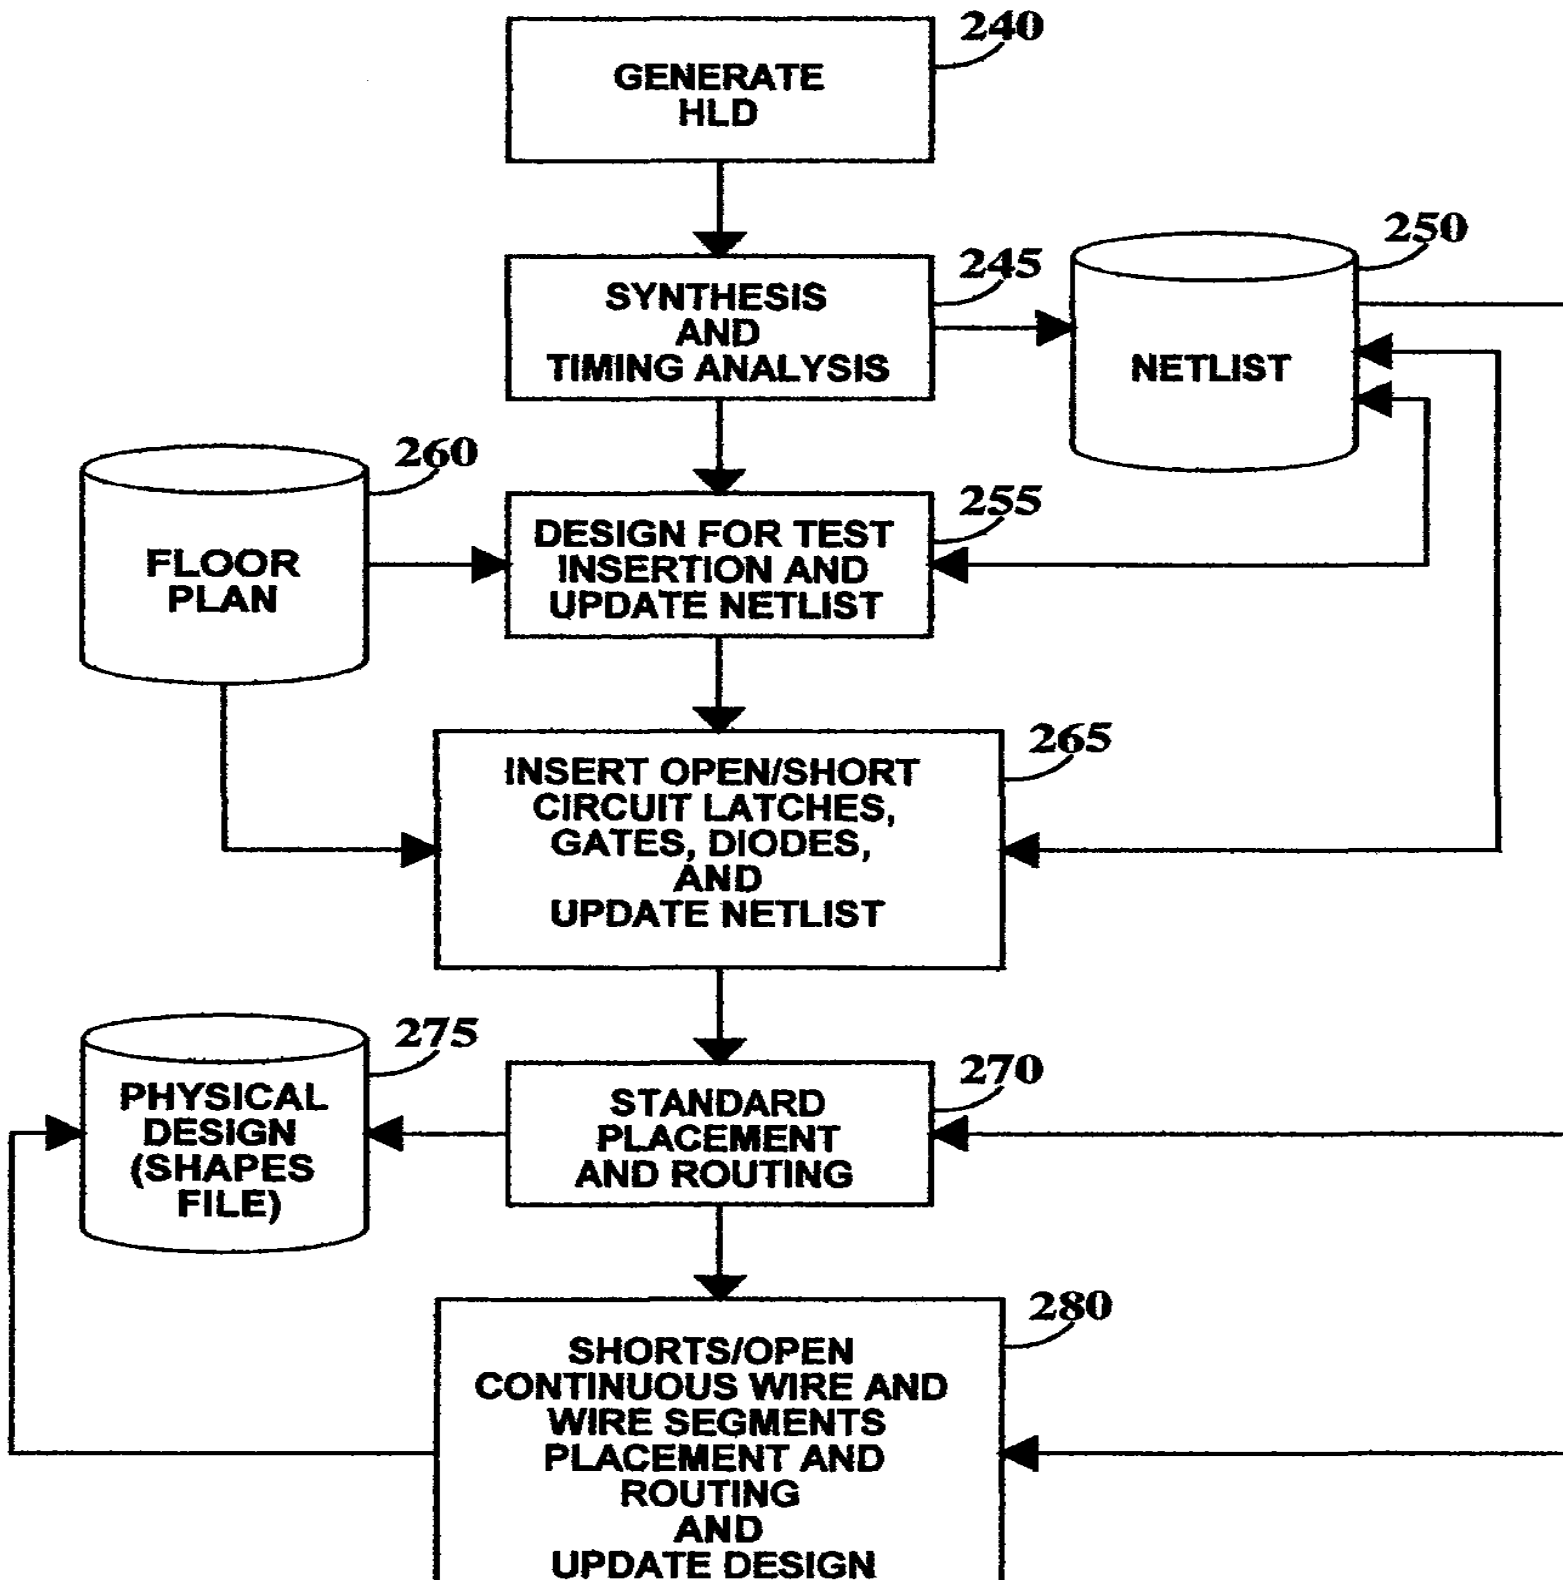 240
GENERATE
HLD
250
245
SYNTHESIS
AND
TIMING ANALYSIS
NETLIST
260
255
FLOOR
PLAN
DESIGN FOR TEST
INSERTION AND
UPDATE NETLIST
265
INSERT OPEN/SHORT
CIRCUIT LATCHES,
GATES, DIODES,
AND
UPDATE NETLIST
275
270
PHYSICAL
DESIGN
(SHAPES
FILE)
STANDARD
PLACEMENT
AND ROUTING
280
SHORTS/OPEN
CONTINUOUS WIRE AND
WIRE SEGMENTS
PLACEMENT AND
ROUTING
AND
UPDATE DESIGN